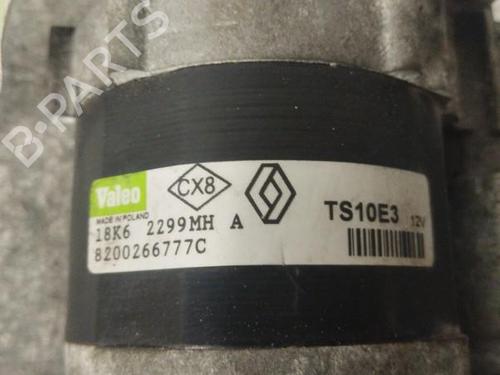 B-PARTS
Valeo
MADE IN POLAND
CX8
TS10E3 12V
18K6 2299MH A
8200266777C